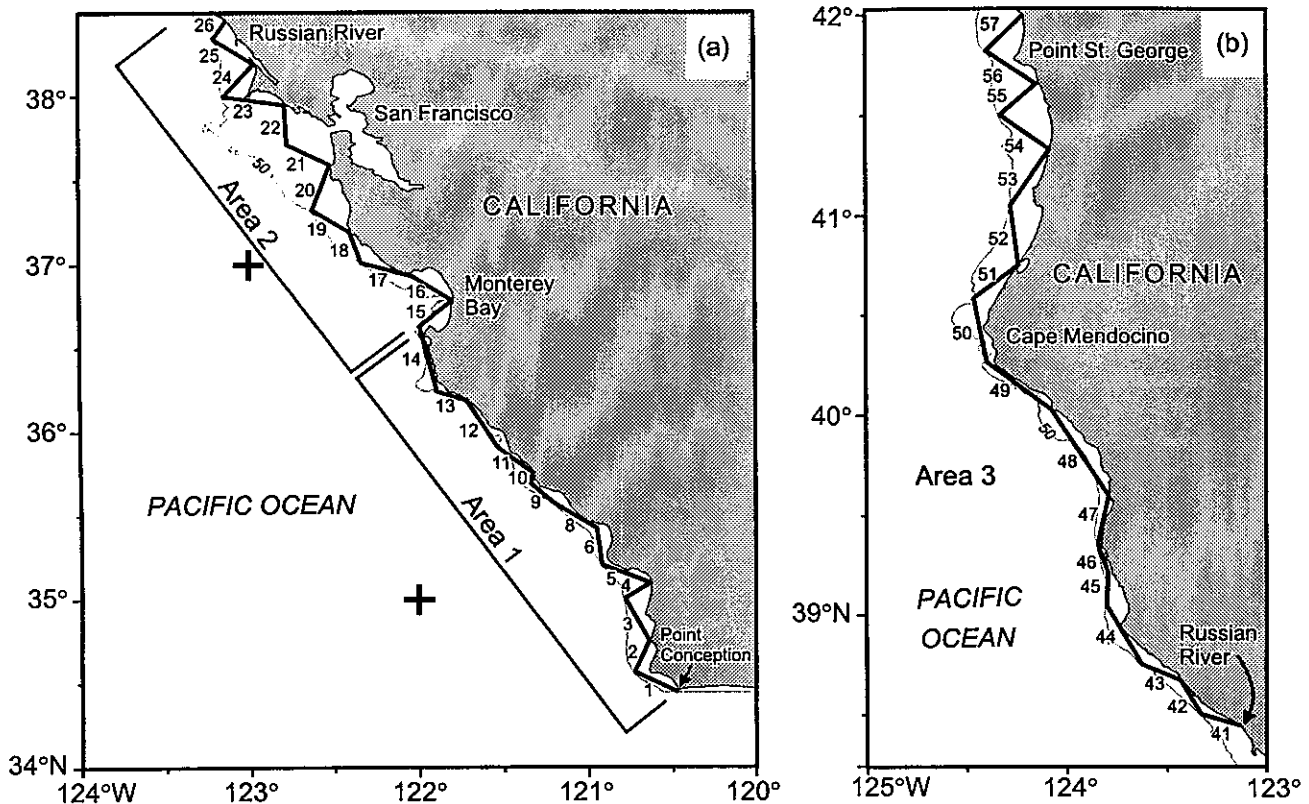 (a)
26
Russian River
25
24
38°
23
San Francisco
22
21
50
20
CALIFORNIA
19
Area 2
18
37°
17
16
Monterey
Bay
15
14
36°
13
12
11
10
PACIFIC OCEAN
9
8
Area 1
6
5
4
35°
3
Point
Conception
2
1
34°N
124°W
123°
122°
121°
120°
42°
57
(b)
Point St. George
56
55
54
53
41°
52
51
CALIFORNIA
50
Cape Mendocino
49
40°
50
48
Area 3
47
46
45
PACIFIC
OCEAN
39°N
44
Russian
River
43
42
41
125°W
124°
123°